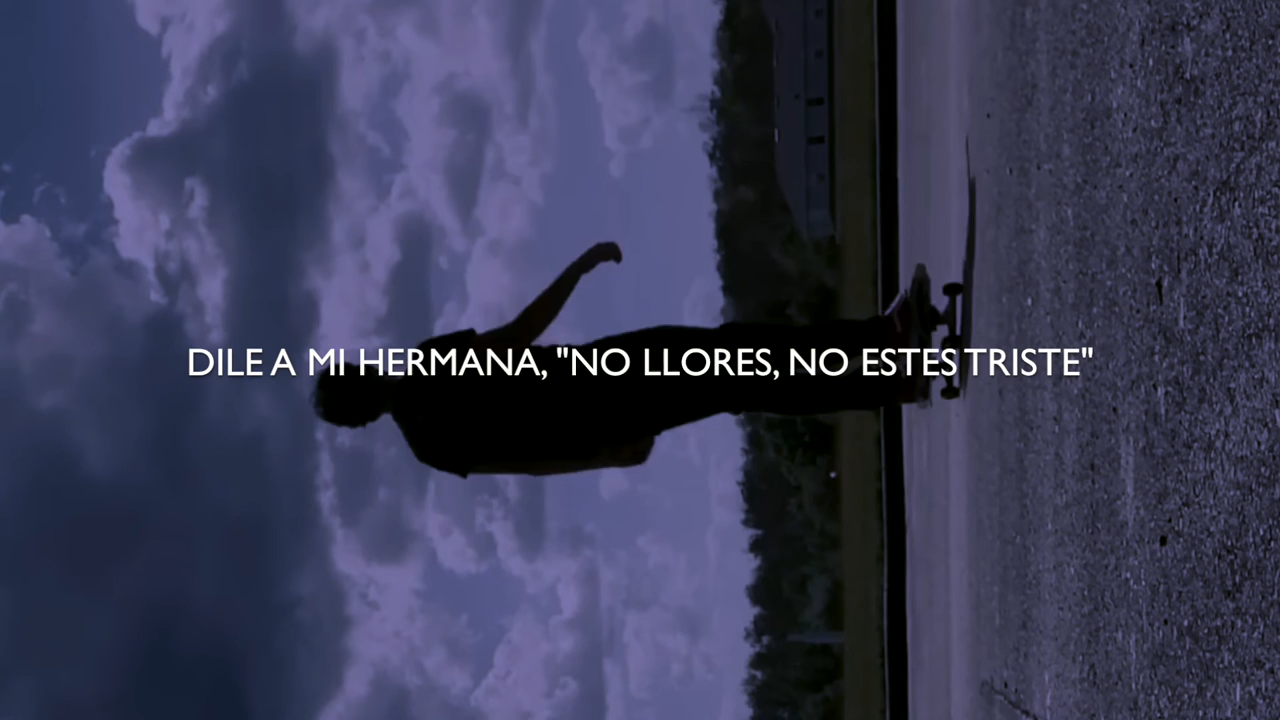 DILE A MI HERMANA, "NO LLORES, NO ESTES TRISTE"